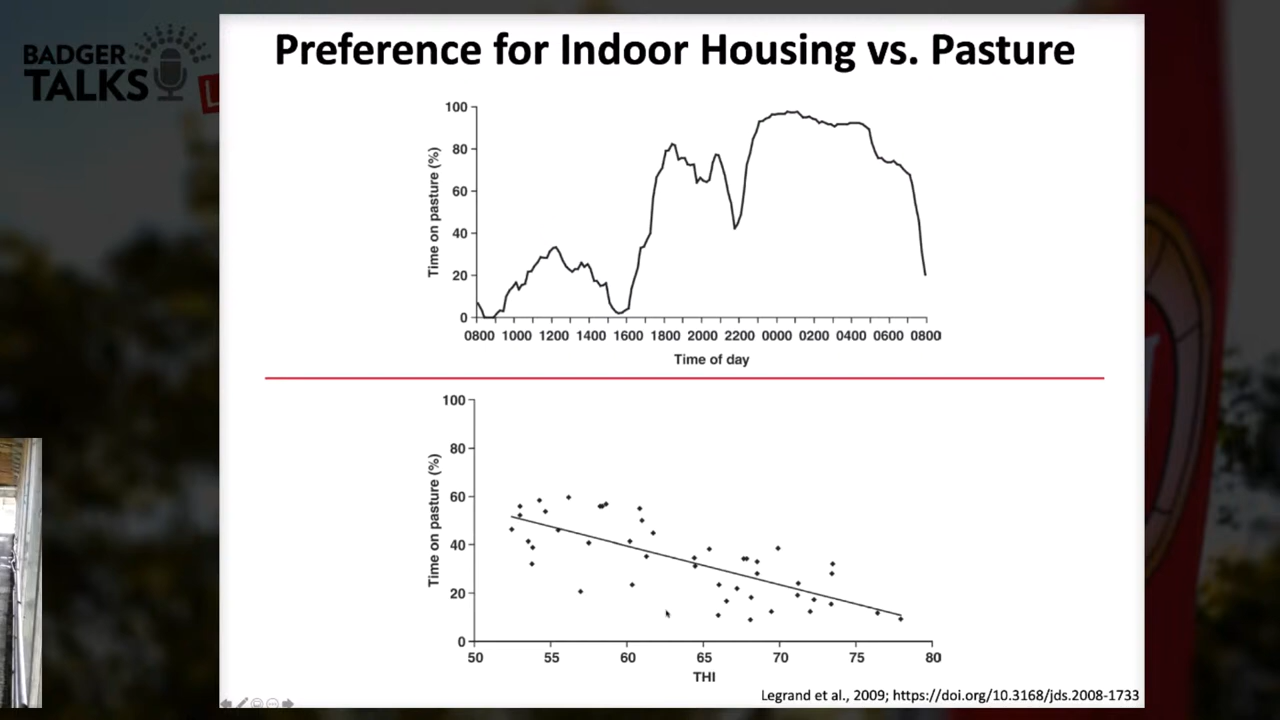 BADGER
TALKS
L
Preference for Indoor Housing vs. Pasture
Time on pasture (%)
100
80
60
40
20
0
0800 1000 1200 1400 1600 1800 2000 2200 0000 0200 0400 0600 0800
Time of day
Time on pasture (%)
100
80
60
40
20
0
50 55 60 65 70 75 80
THI
Legrand et al., 2009; https://doi.org/10.3168/jds.2008-1733